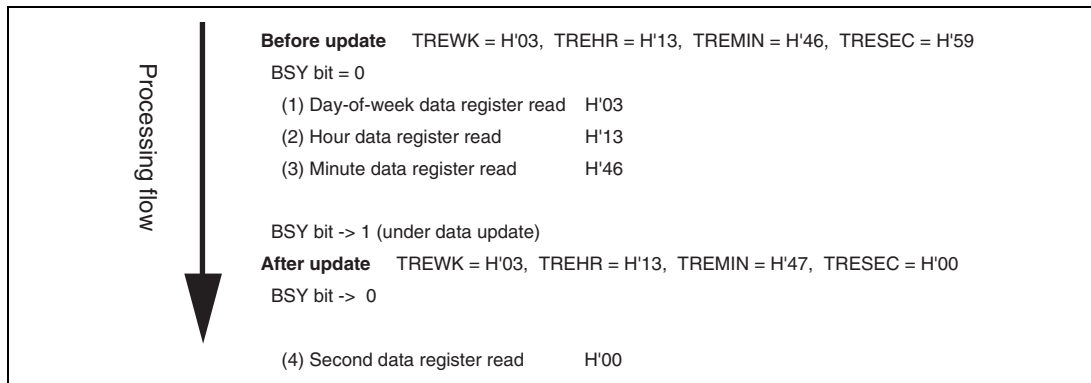 Processing flow
Before update TREWK = H'03, TREHR = H'13, TREMIN = H'46, TRESEC = H'59
BSY bit = 0
(1) Day-of-week data register read H'03
(2) Hour data register read H'13
(3) Minute data register read H'46
BSY bit -> 1 (under data update)
After update TREWK = H'03, TREHR = H'13, TREMIN = H'47, TRESEC = H'00
BSY bit -> 0
(4) Second data register read H'00